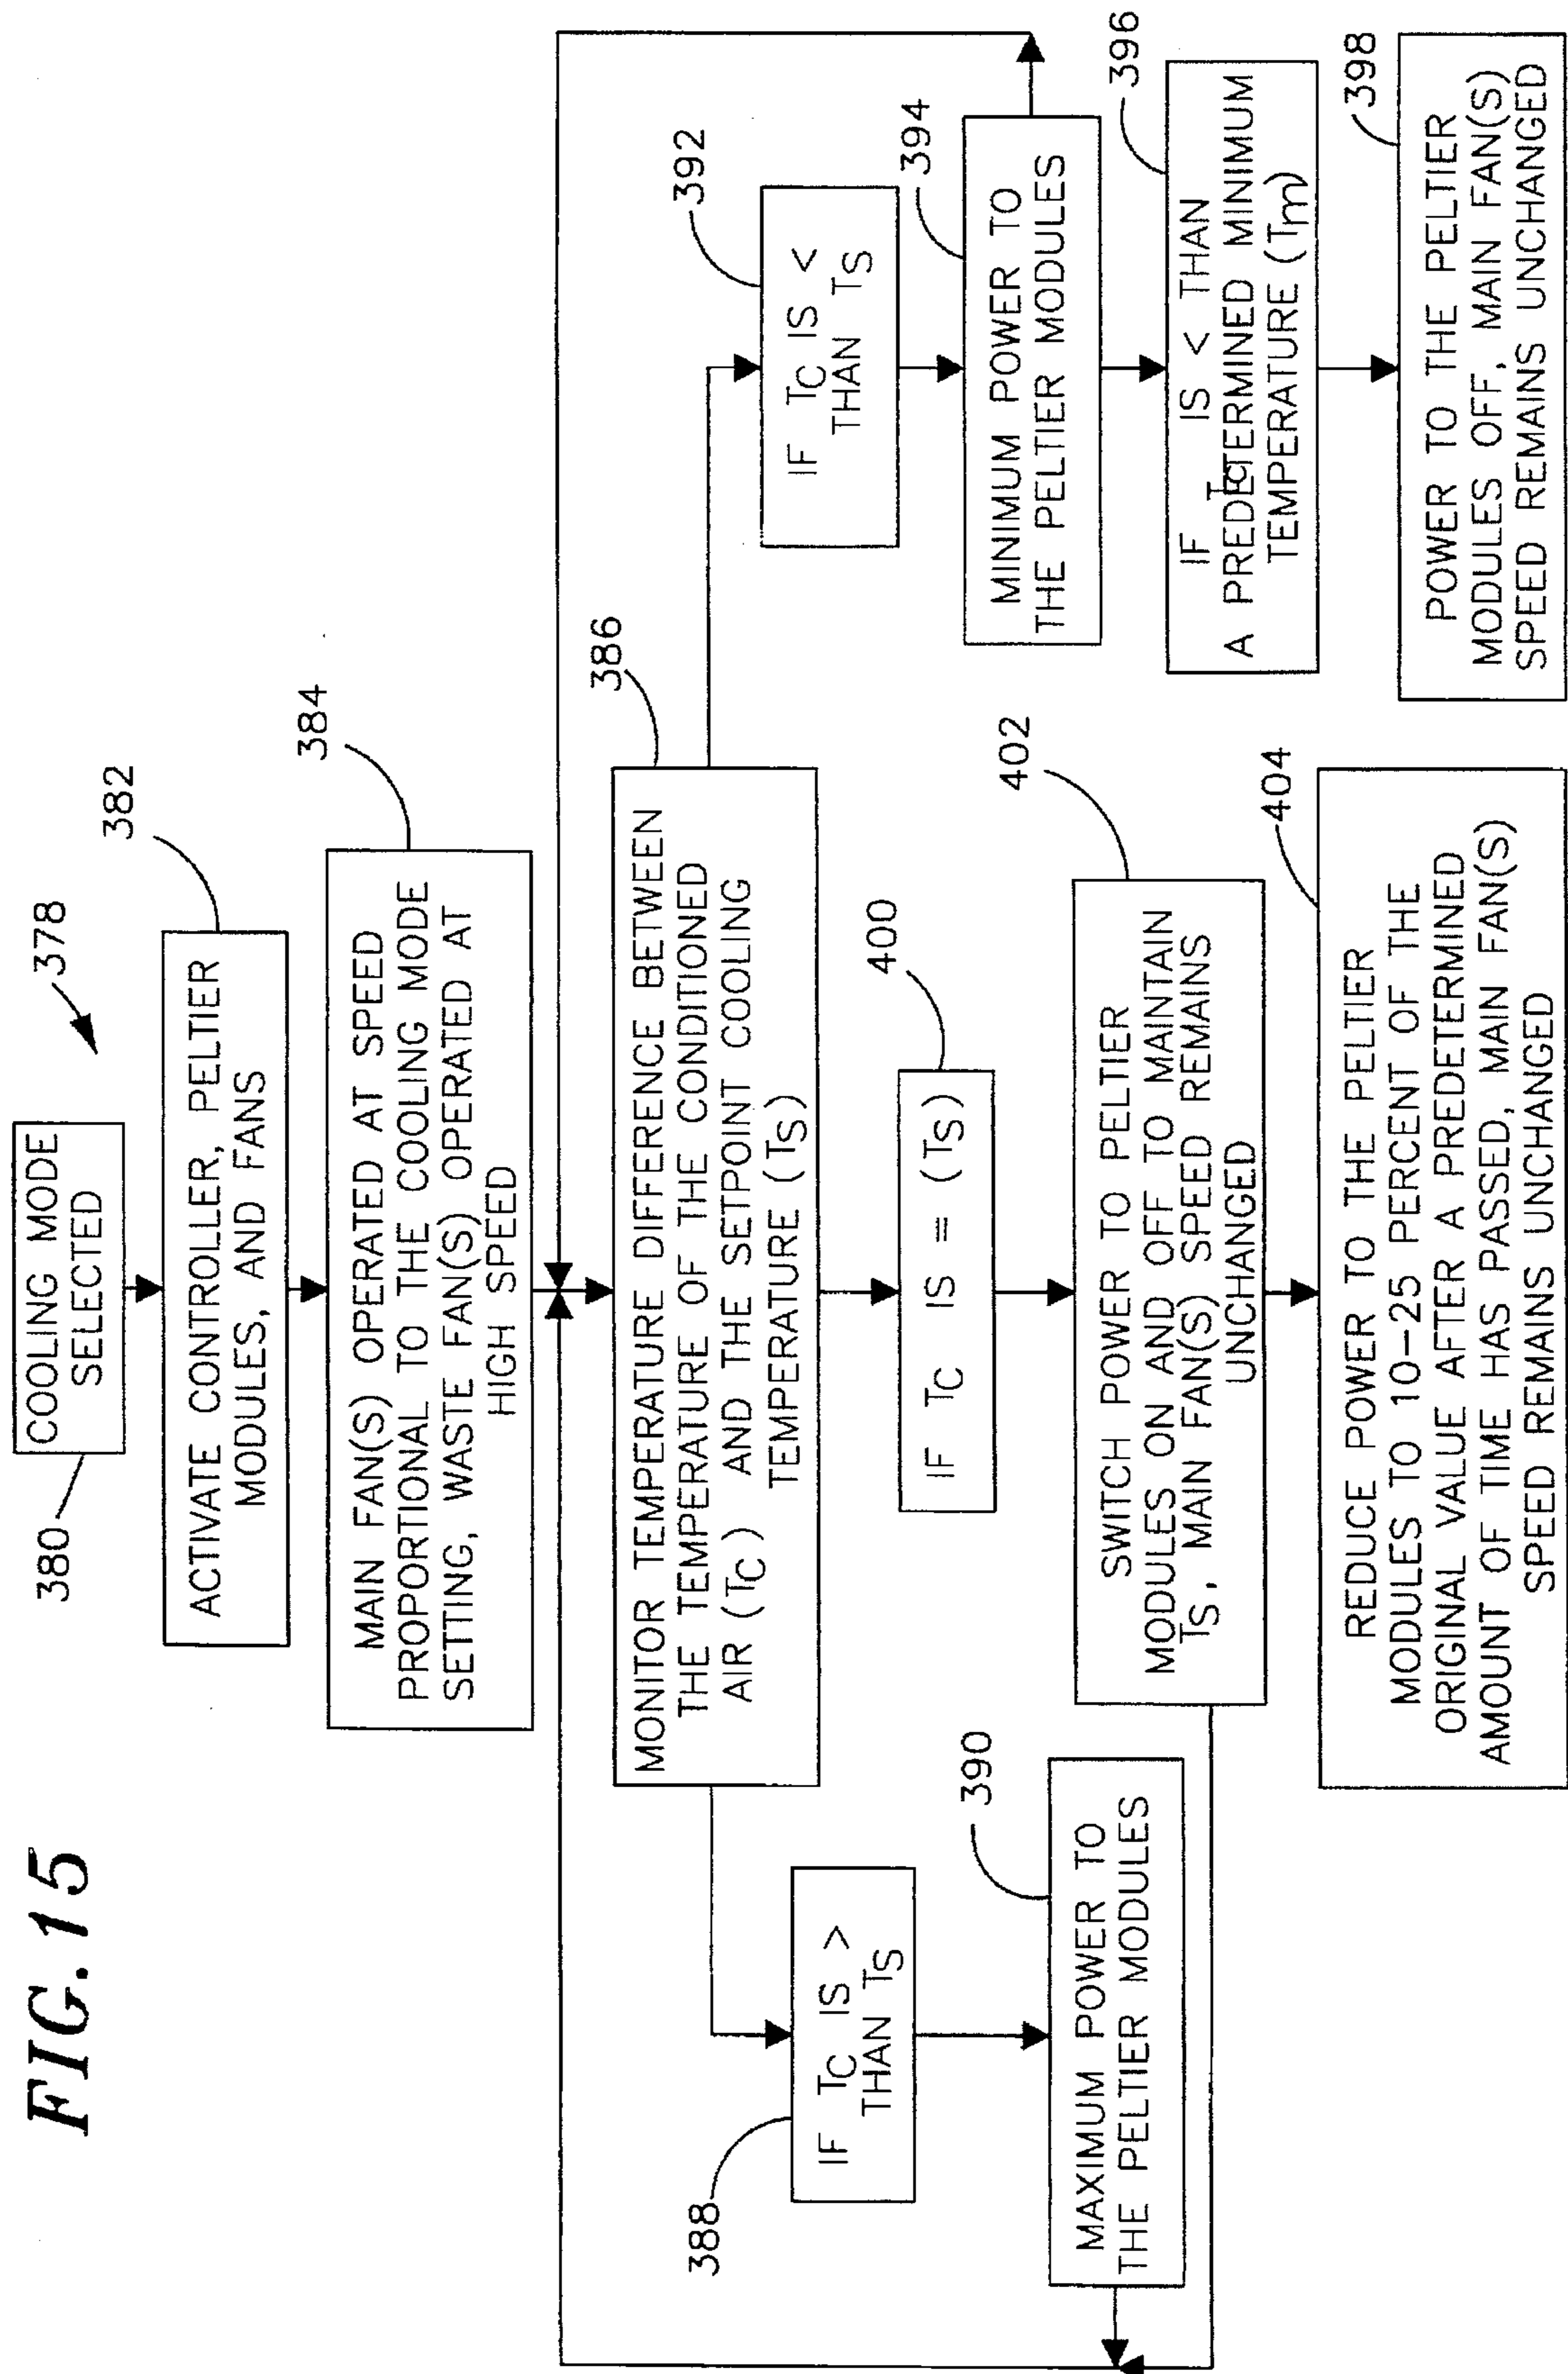 FIG. 15
378
COOLING MODE
SELECTED
380
ACTIVATE CONTROLLER, PELTIER
MODULES, AND FANS
382
MAIN FAN(S) OPERATED AT SPEED
PROPORTIONAL TO THE COOLING MODE
SETTING, WASTE FAN(S) OPERATED AT
HIGH SPEED
384
MONITOR TEMPERATURE DIFFERENCE BETWEEN
THE TEMPERATURE OF THE CONDITIONED
AIR (TC) AND THE SETPOINT COOLING
TEMPERATURE (TS)
386
IF TC IS >
THAN TS
388
MAXIMUM POWER TO
THE PELTIER MODULES
390
IF TC IS = (TS)
400
SWITCH POWER TO PELTIER
MODULES ON AND OFF TO MAINTAIN
TS, MAIN FAN(S) SPEED REMAINS
UNCHANGED
402
REDUCE POWER TO THE PELTIER
MODULES TO 10-25 PERCENT OF THE
ORIGINAL VALUE AFTER A PREDETERMINED
AMOUNT OF TIME HAS PASSED, MAIN FAN(S)
SPEED REMAINS UNCHANGED
404
IF TC IS <
THAN TS
392
MINIMUM POWER TO
THE PELTIER MODULES
394
IF TC IS < THAN
A PREDETERMINED MINIMUM
TEMPERATURE (Tm)
396
POWER TO THE PELTIER
MODULES OFF, MAIN FAN(S)
SPEED REMAINS UNCHANGED
398